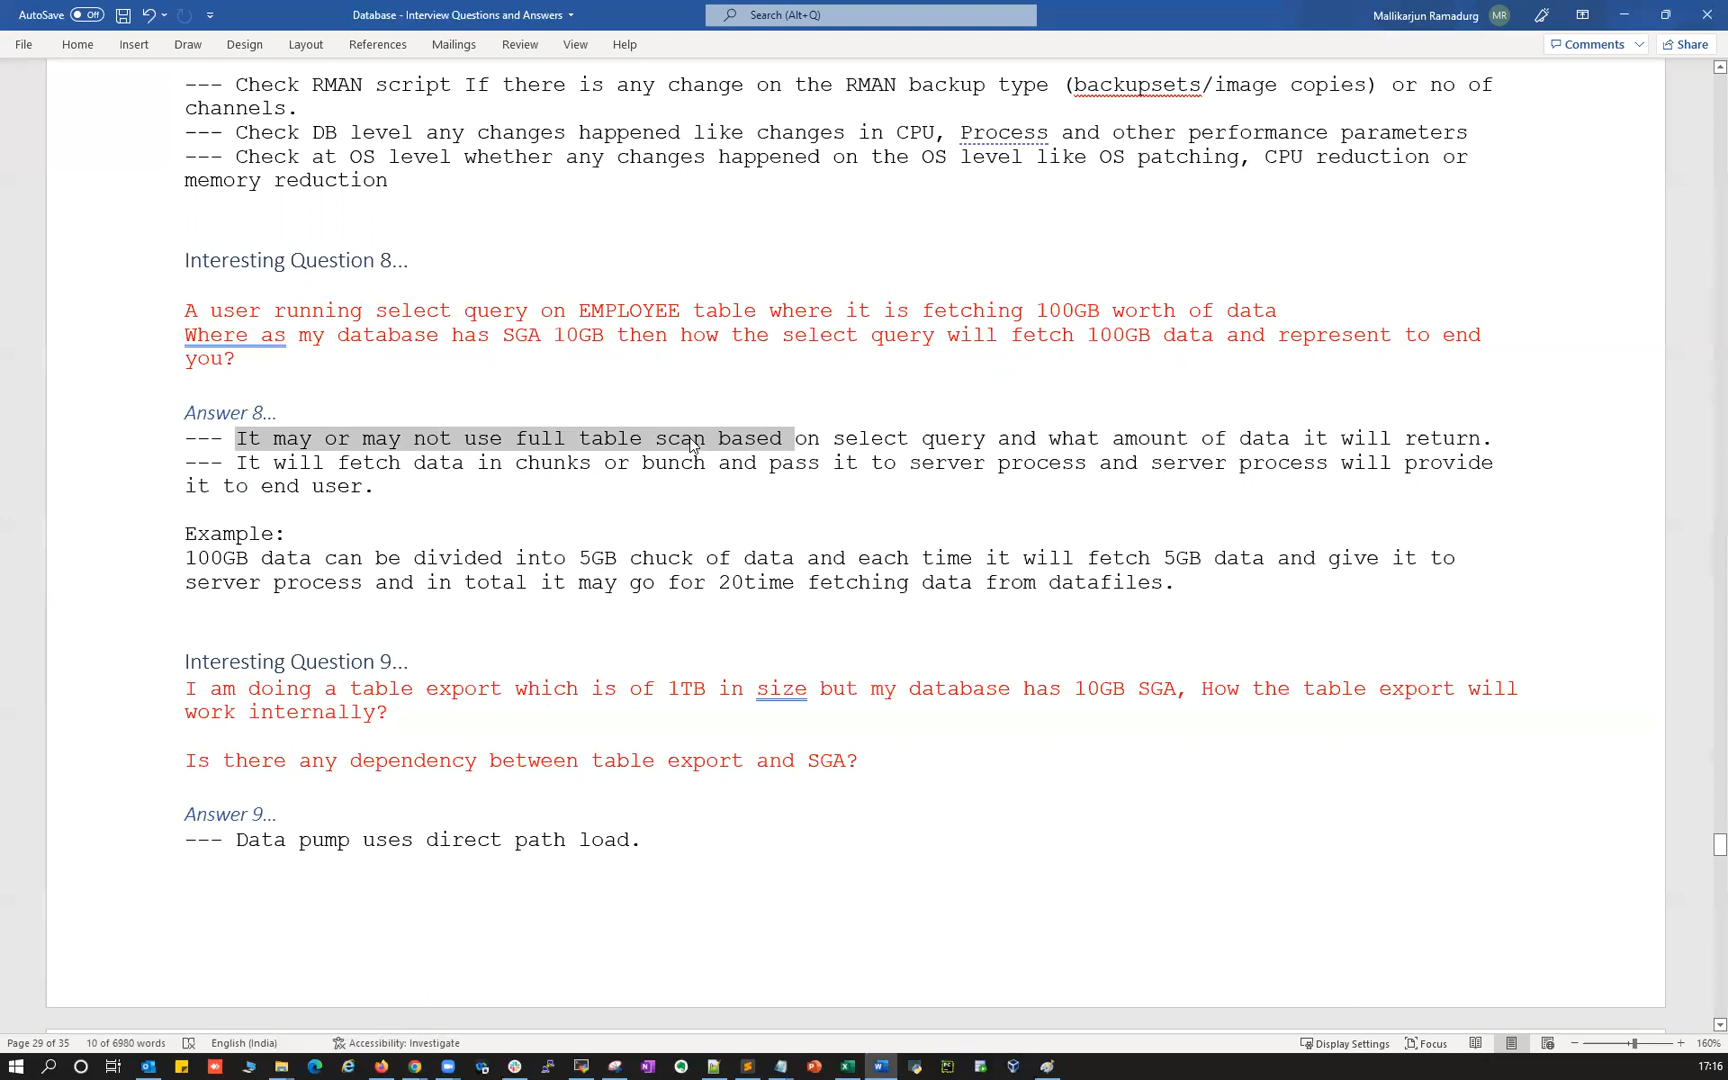 AutoSave Off
Database - Interview Questions and Answers
Search (Alt+Q)
Mallikarjun Ramadurg MR
File Home Insert Draw Design Layout References Mailings Review View Help
Comments Share
--- Check RMAN script If there is any change on the RMAN backup type (backupsets/image copies) or no of
channels.
--- Check DB level any changes happened like changes in CPU, Process and other performance parameters
--- Check at OS level whether any changes happened on the OS level like OS patching, CPU reduction or
memory reduction
Interesting Question 8...
A user running select query on EMPLOYEE table where it is fetching 100GB worth of data
Where as my database has SGA 10GB then how the select query will fetch 100GB data and represent to end
you?
Answer 8...
--- It may or may not use full table scan based on select query and what amount of data it will return.
--- It will fetch data in chunks or bunch and pass it to server process and server process will provide
it to end user.
Example:
100GB data can be divided into 5GB chuck of data and each time it will fetch 5GB data and give it to
server process and in total it may go for 20time fetching data from datafiles.
Interesting Question 9...
I am doing a table export which is of 1TB in size but my database has 10GB SGA, How the table export will
work internally?
Is there any dependency between table export and SGA?
Answer 9...
--- Data pump uses direct path load.
Page 29 of 35 10 of 6980 words English (India) Accessibility: Investigate
Display Settings Focus 160%
17:16